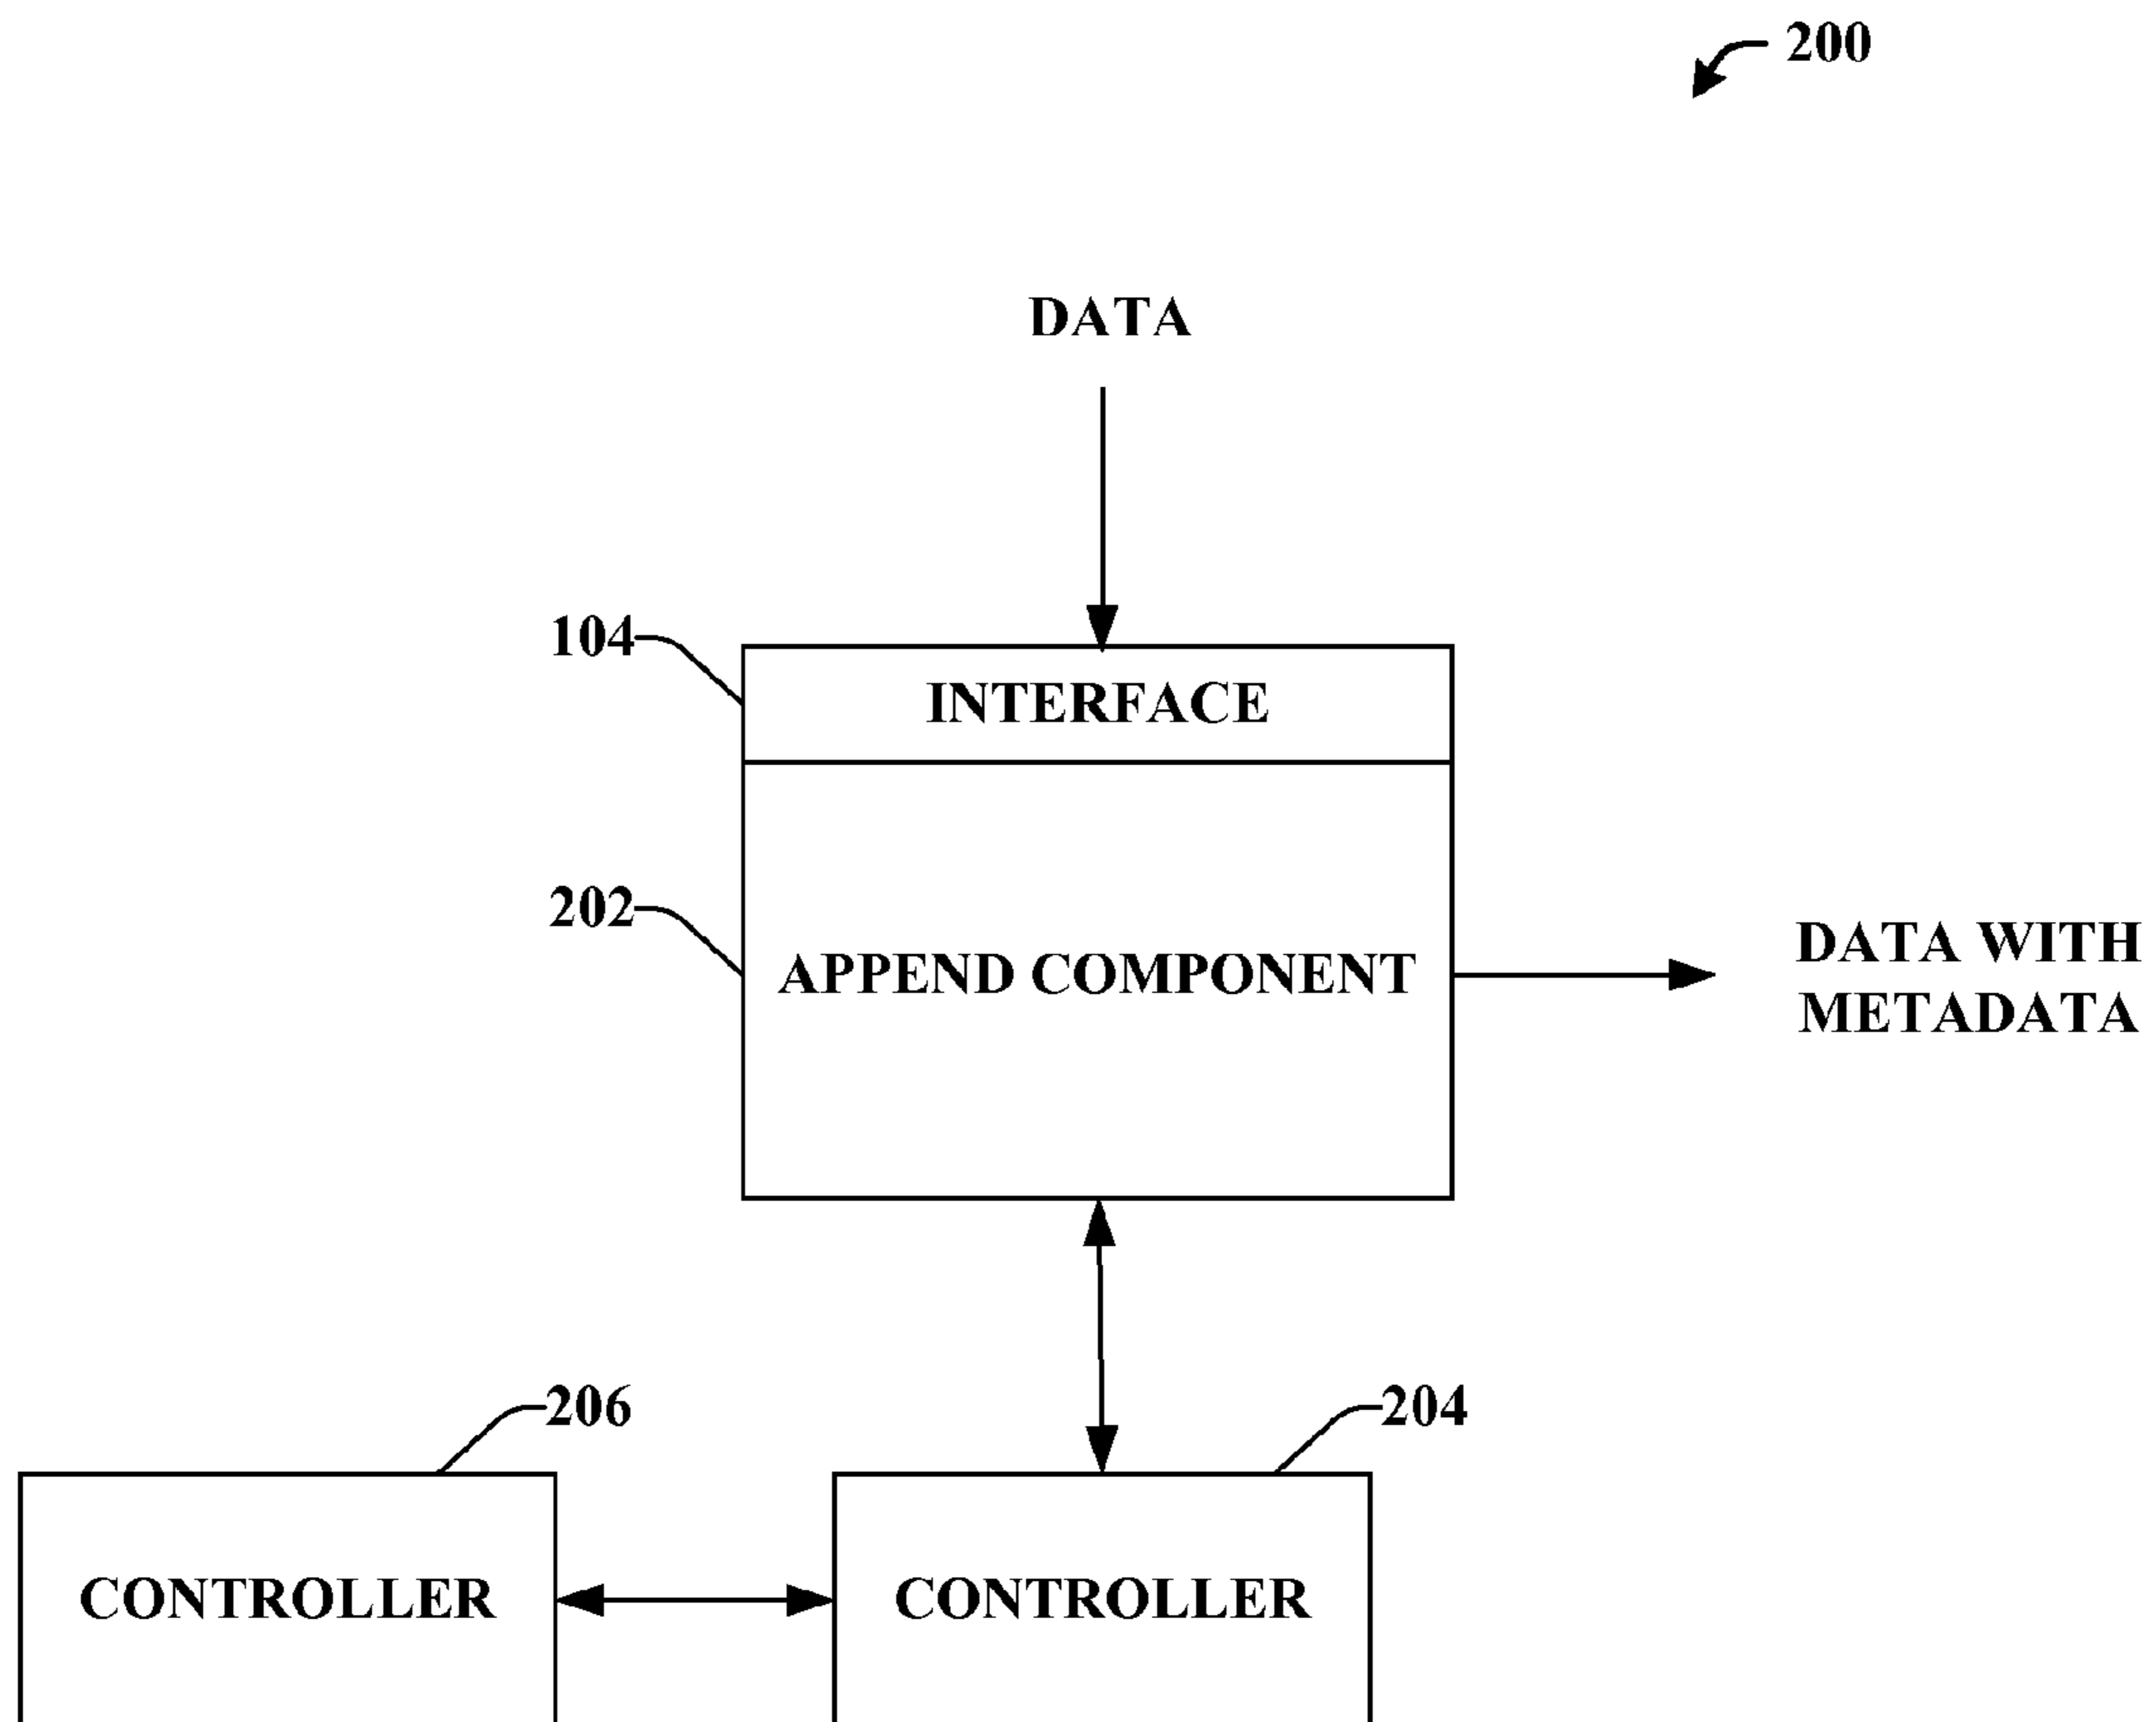 200
DATA
104
INTERFACE
202
APPEND COMPONENT
DATA WITH
METADATA
206
204
CONTROLLER
CONTROLLER